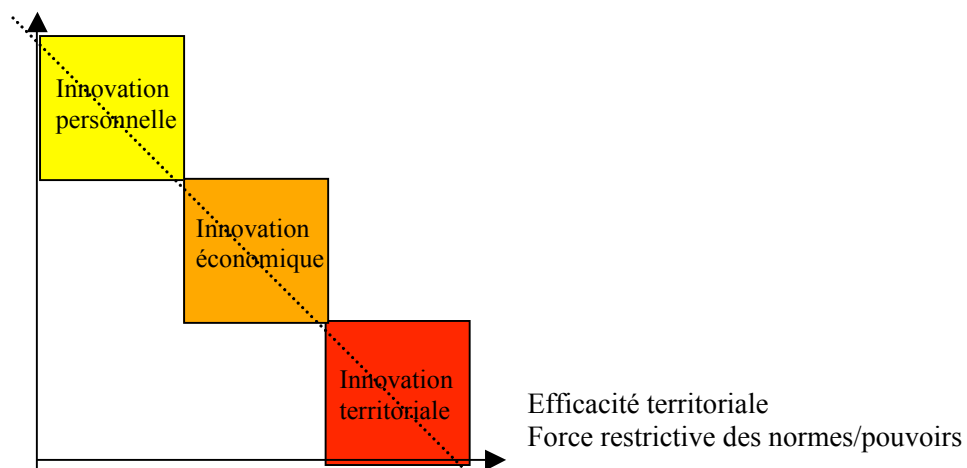 Innovation
personnelle
Innovation
économique
Innovation
territoriale
Efficacité territoriale
Force restrictive des normes/pouvoirs